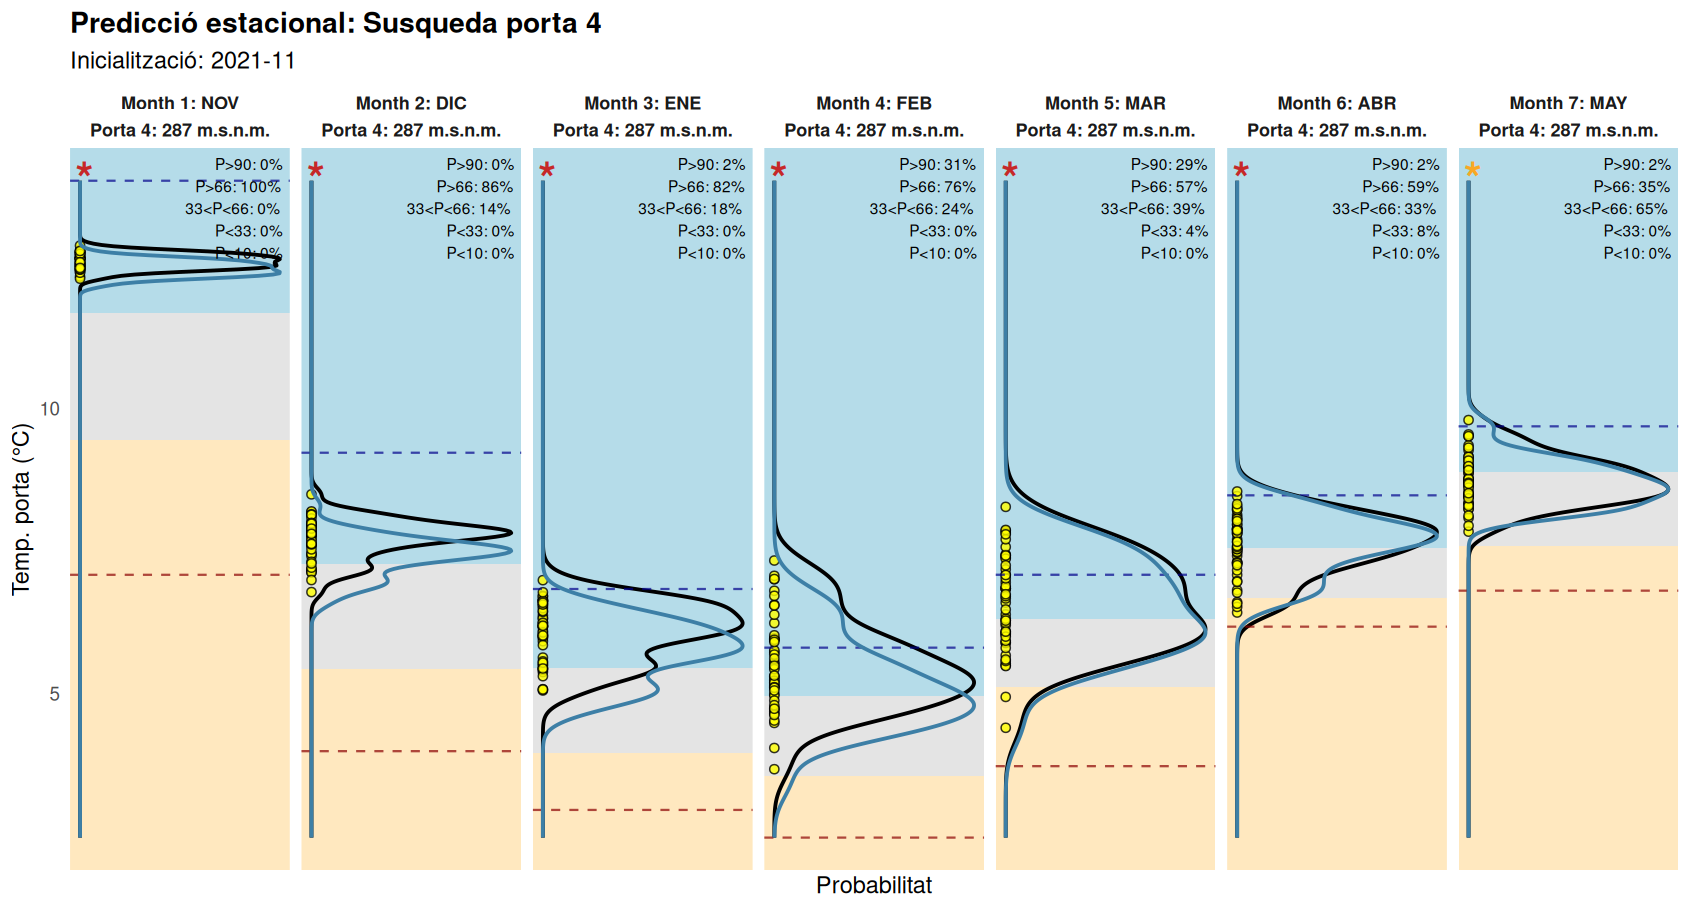 Predicció estacional: Susqueda porta 4
Inicialització: 2021-11
Month 1: NOV
Porta 4: 287 m.s.n.m.
Month 2: DIC
Porta 4: 287 m.s.n.m.
Month 3: ENE
Porta 4: 287 m.s.n.m.
Month 4: FEB
Porta 4: 287 m.s.n.m.
Month 5: MAR
Porta 4: 287 m.s.n.m.
Month 6: ABR
Porta 4: 287 m.s.n.m.
Month 7: MAY
Porta 4: 287 m.s.n.m.
*
P>90: 0%
P>66: 100%
33<P<66: 0%
P<33: 0%
P<10: 0%
*
P>90: 0%
P>66: 86%
33<P<66: 14%
P<33: 0%
P<10: 0%
*
P>90: 2%
P>66: 82%
33<P<66: 18%
P<33: 0%
P<10: 0%
*
P>90: 31%
P>66: 76%
33<P<66: 24%
P<33: 0%
P<10: 0%
*
P>90: 29%
P>66: 57%
33<P<66: 39%
P<33: 4%
P<10: 0%
*
P>90: 2%
P>66: 59%
33<P<66: 33%
P<33: 8%
P<10: 0%
*
P>90: 2%
P>66: 35%
33<P<66: 65%
P<33: 0%
P<10: 0%
10
5
Temp. porta (°C)
Probabilitat